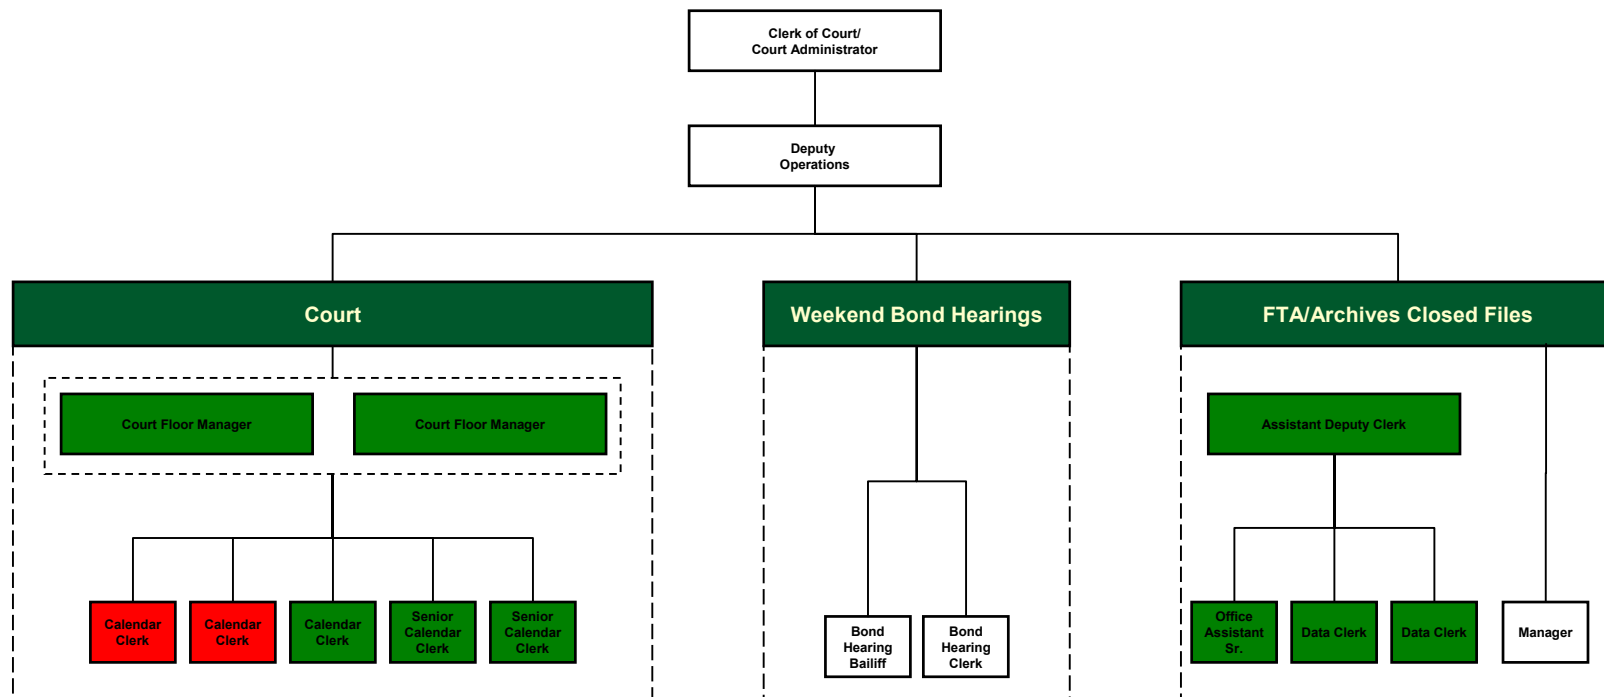 Clerk of Court/
Court Administrator
Deputy
Operations
Court
Weekend Bond Hearings
FTA/Archives Closed Files
Court Floor Manager
Court Floor Manager
Assistant Deputy Clerk
Calendar
Clerk
Calendar
Clerk
Calendar
Clerk
Senior
Calendar
Clerk
Senior
Calendar
Clerk
Bond
Hearing
Bailiff
Bond
Hearing
Clerk
Office
Assistant
Sr.
Data Clerk
Data Clerk
Manager